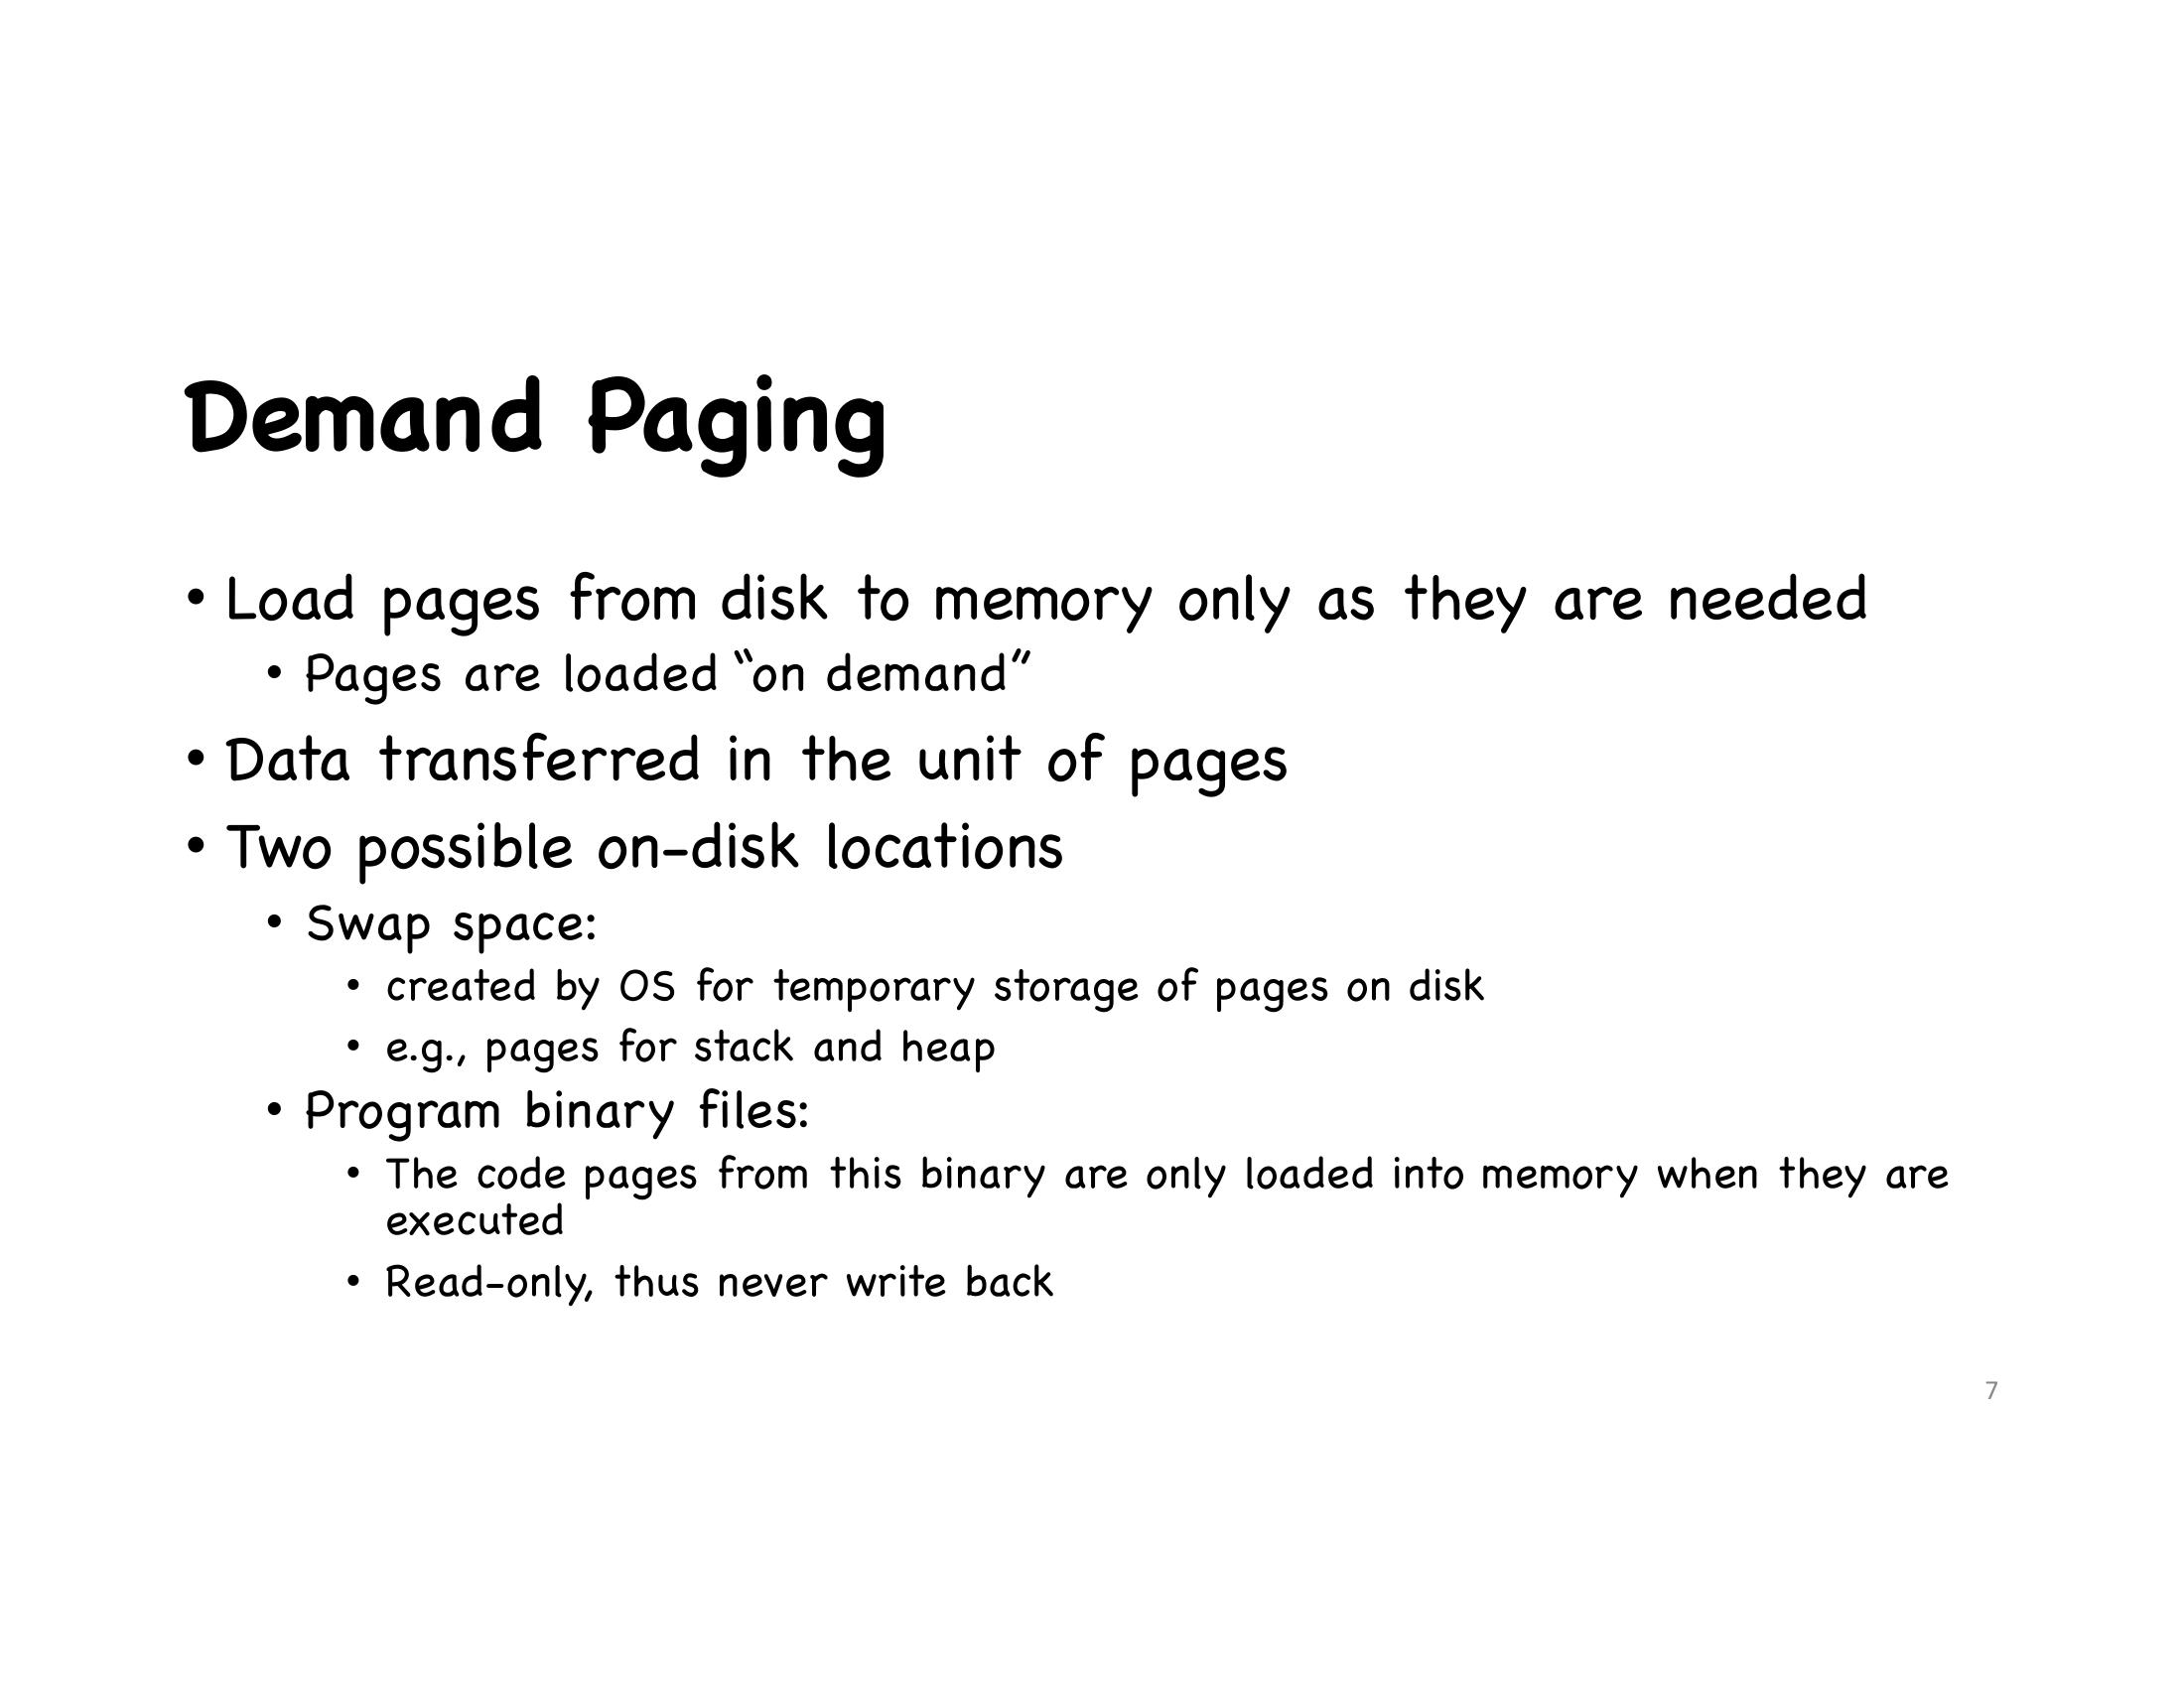 Demand Paging
• Load pages from disk to memory only as they are needed
• Pages are loaded “on demand”
• Data transferred in the unit of pages
• Two possible on-disk locations
• Swap space:
• created by OS for temporary storage of pages on disk
• e.g., pages for stack and heap
• Program binary files:
• The code pages from this binary are only loaded into memory when they are
executed
• Read-only, thus never write back
7